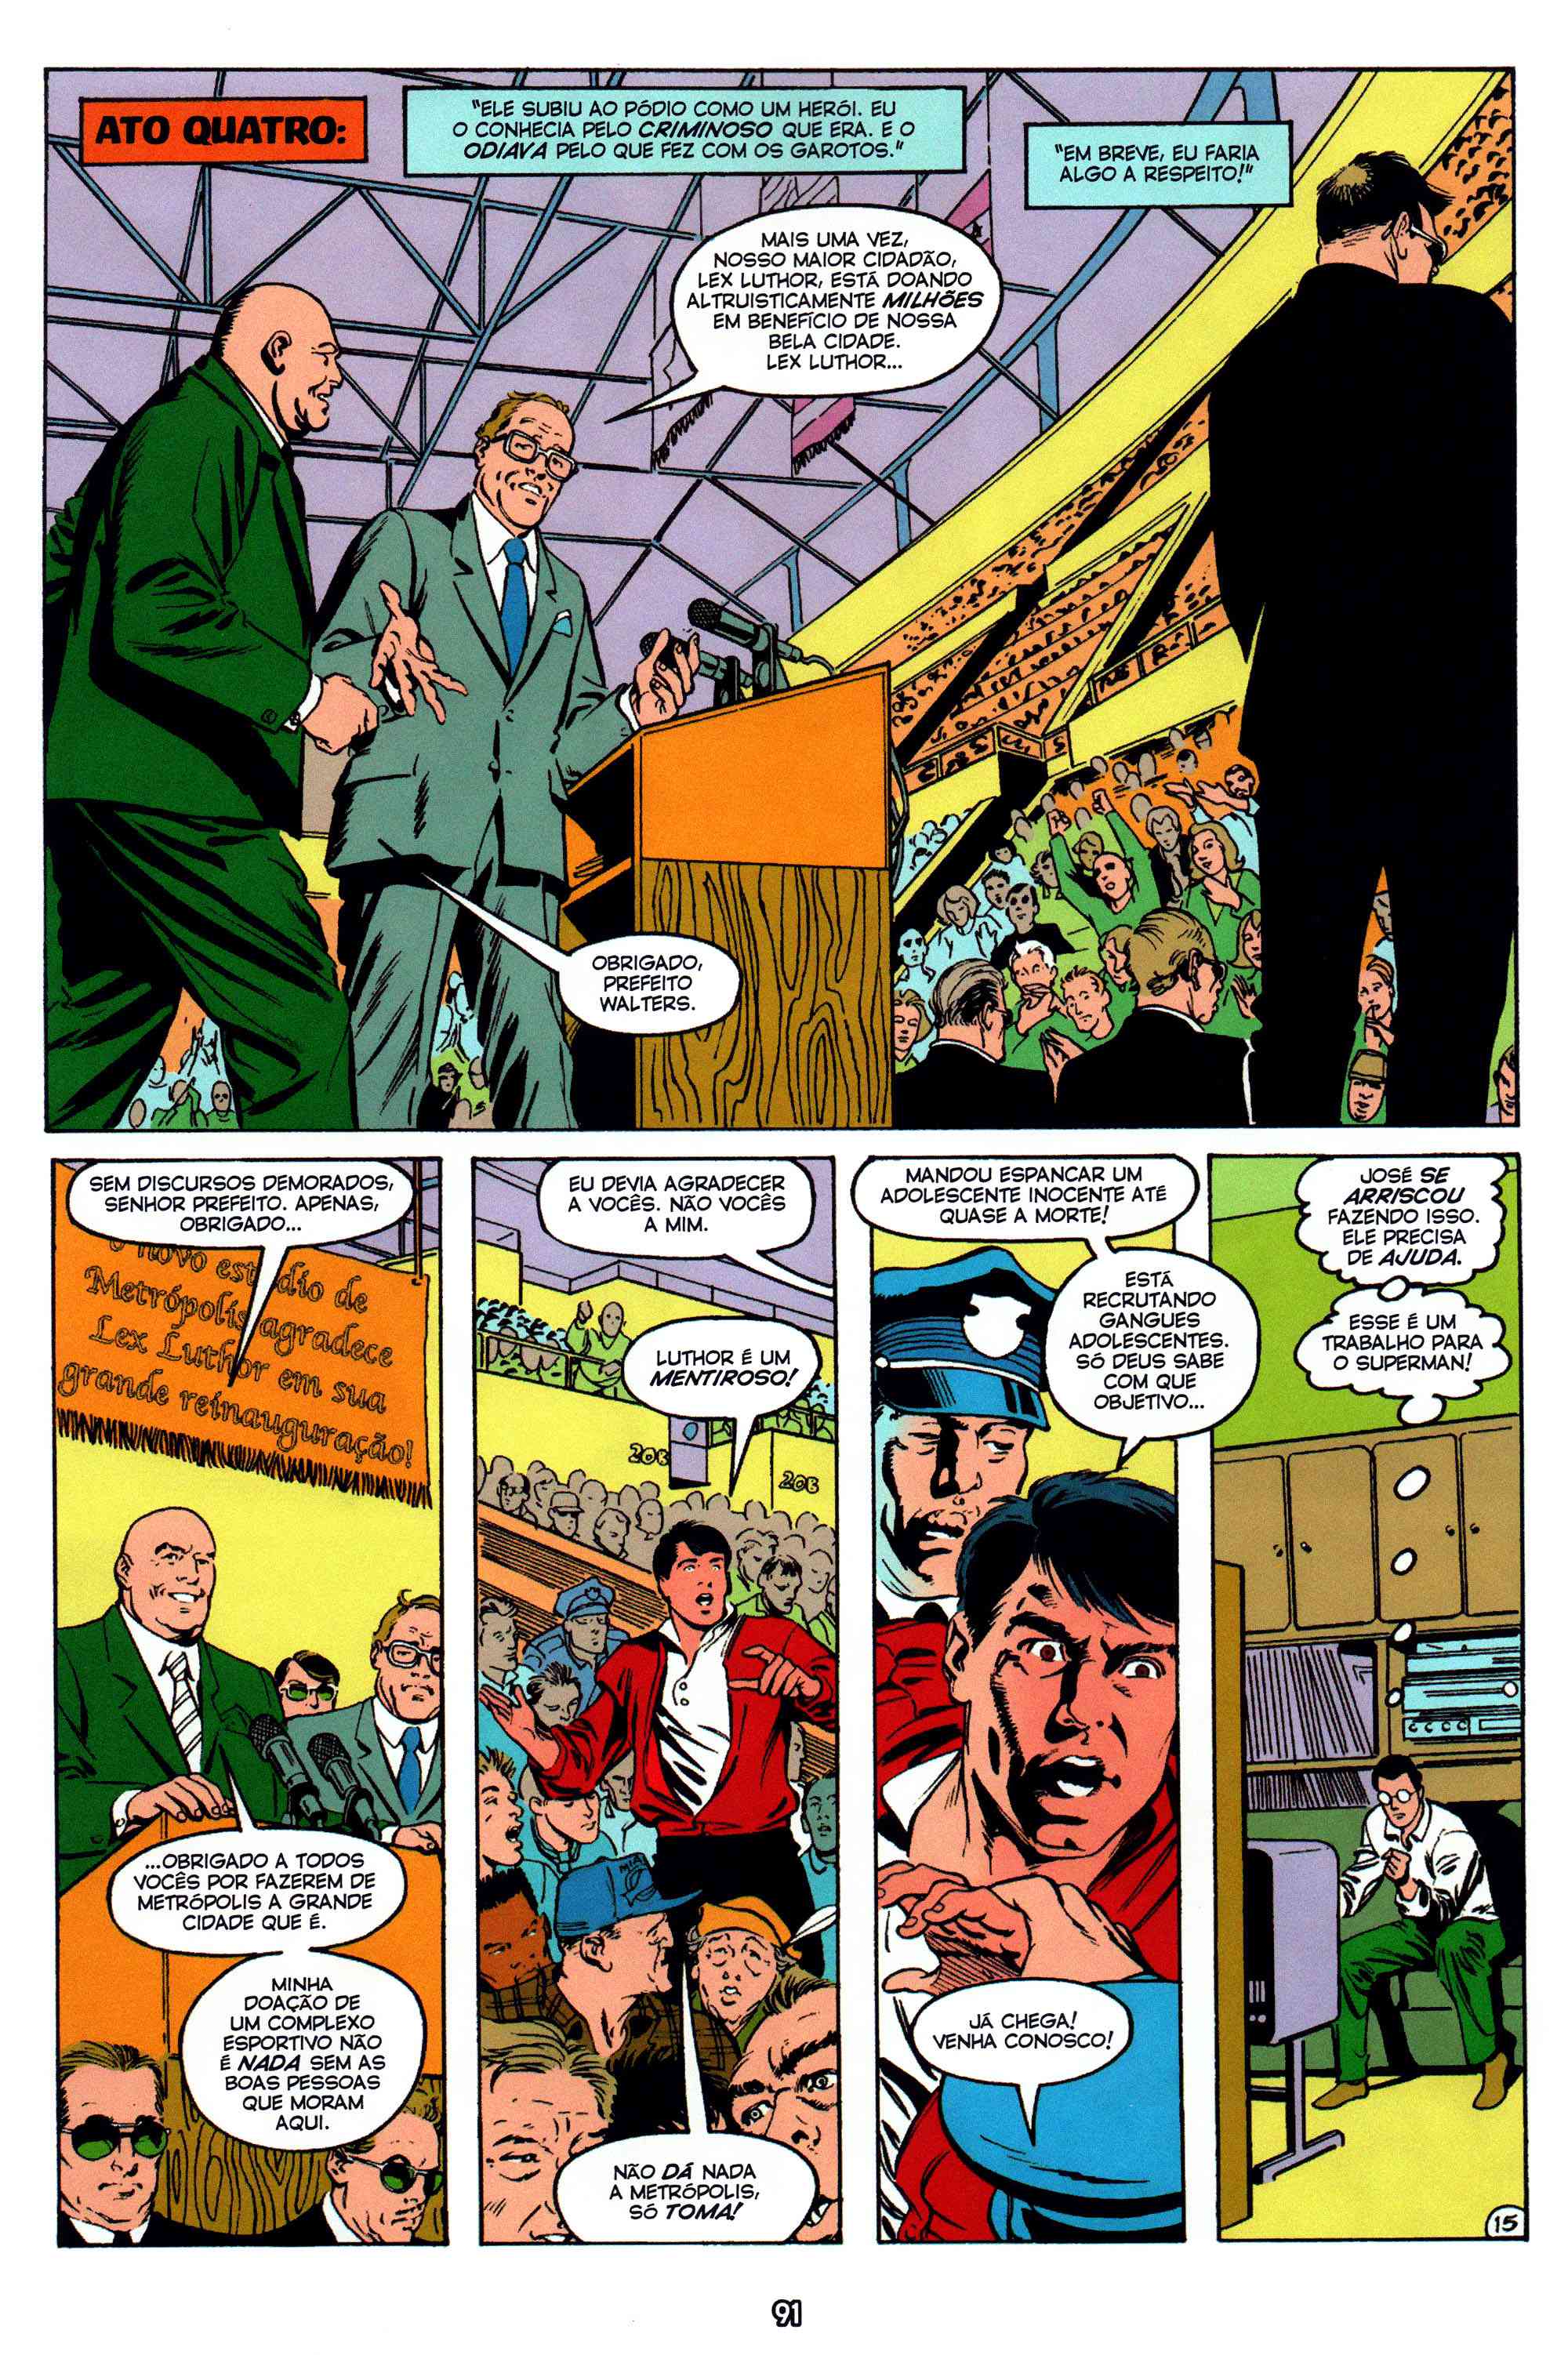 ATO QUATRO:
"ELE SUBIU AO PÓDIO COMO UM HERÓI. EU
O CONHECIA PELO CRIMINOSO QUE ERA. E O
ODIAVA PELO QUE FEZ COM OS GAROTOS."
"EM BREVE, EU FARIA
ALGO A RESPEITO!"
MAIS UMA VEZ,
NOSSO MAIOR CIDADÃO,
LEX LUTHOR, ESTÁ DOANDO
ALTRUISTICAMENTE MILHÕES
EM BENEFÍCIO DE NOSSA
BELA CIDADE.
LEX LUTHOR...
OBRIGADO,
PREFEITO
WALTERS.
SEM DISCURSOS DEMORADOS,
SENHOR PREFEITO. APENAS,
OBRIGADO...
O novo estádio de
Metrópolis agradece
Lex Luthor em sua
grande reinauguração!
...OBRIGADO A TODOS
VOCÊS POR FAZEREM DE
METRÓPOLIS A GRANDE
CIDADE QUE É.
MINHA
DOAÇÃO DE
UM COMPLEXO
ESPORTIVO NÃO
É NADA SEM AS
BOAS PESSOAS
QUE MORAM
AQUI.
EU DEVIA AGRADECER
A VOCÊS. NÃO VOCÊS
A MIM.
LUTHOR É UM
MENTIROSO!
20B
20B
NÃO DÁ NADA
A METRÓPOLIS,
SÓ TOMA!
MANDOU ESPANCAR UM
ADOLESCENTE INOCENTE ATÉ
QUASE A MORTE!
ESTÁ
RECRUTANDO
GANGUES
ADOLESCENTES.
SÓ DEUS SABE
COM QUE
OBJETIVO...
JÁ CHEGA!
VENHA CONOSCO!
JOSÉ SE
ARRISCOU
FAZENDO ISSO.
ELE PRECISA
DE AJUDA.
ESSE É UM
TRABALHO PARA
O SUPERMAN!
15
91